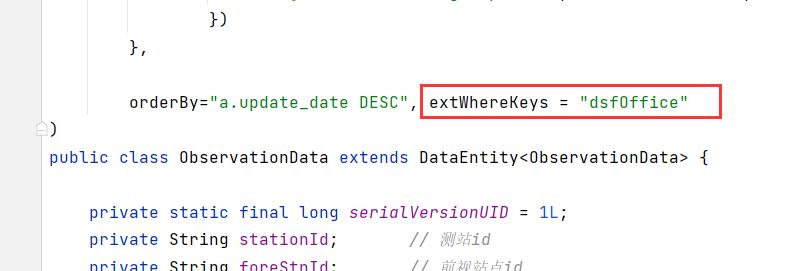 })
},
orderBy="a.update_date DESC", extWhereKeys = "dsfOffice"
)
public class ObservationData extends DataEntity<ObservationData> {
private static final long serialVersionUID = 1L;
private String stationId; // 测站id
private String foreStnId; // 前视站点id